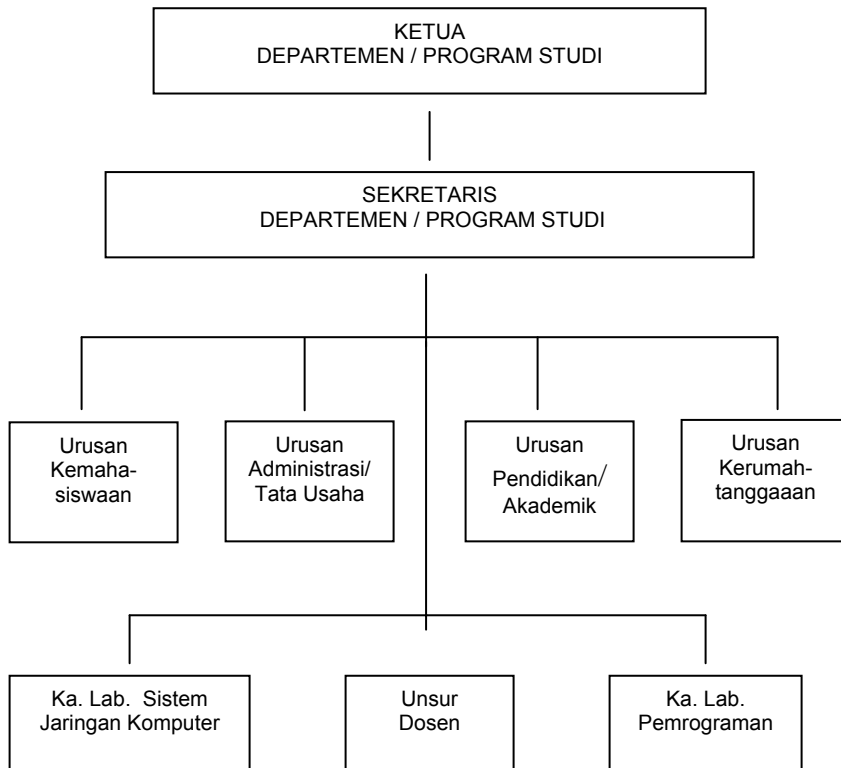 KETUA
DEPARTEMEN / PROGRAM STUDI
SEKRETARIS
DEPARTEMEN / PROGRAM STUDI
Urusan
Kemaha-
siswaan
Urusan
Administrasi/
Tata Usaha
Urusan
Pendidikan/
Akademik
Urusan
Kerumah-
tanggaaan
Ka. Lab. Sistem
Jaringan Komputer
Unsur
Dosen
Ka. Lab.
Pemrograman